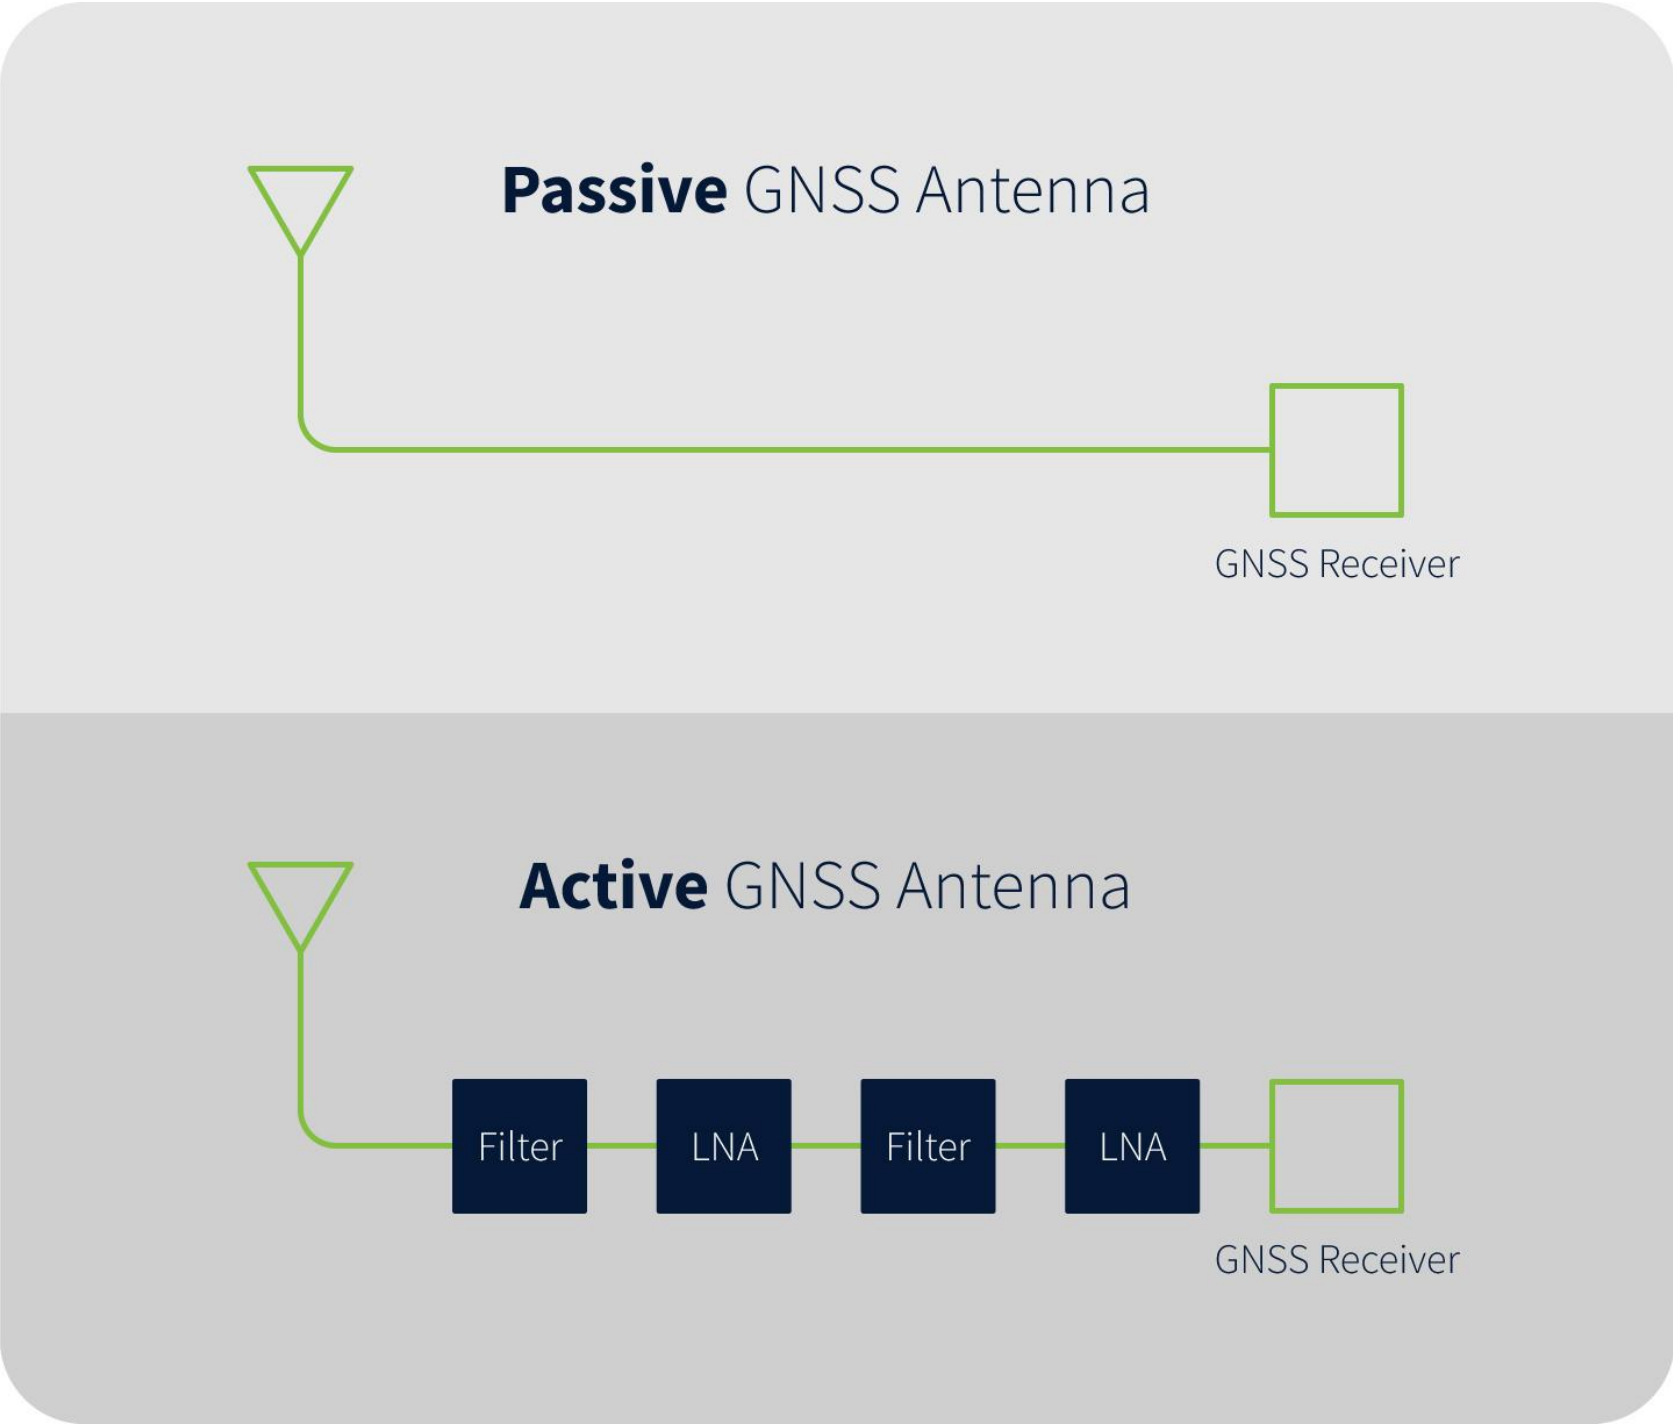 Passive GNSS Antenna
GNSS Receiver
Active GNSS Antenna
Filter LNA Filter LNA
GNSS Receiver